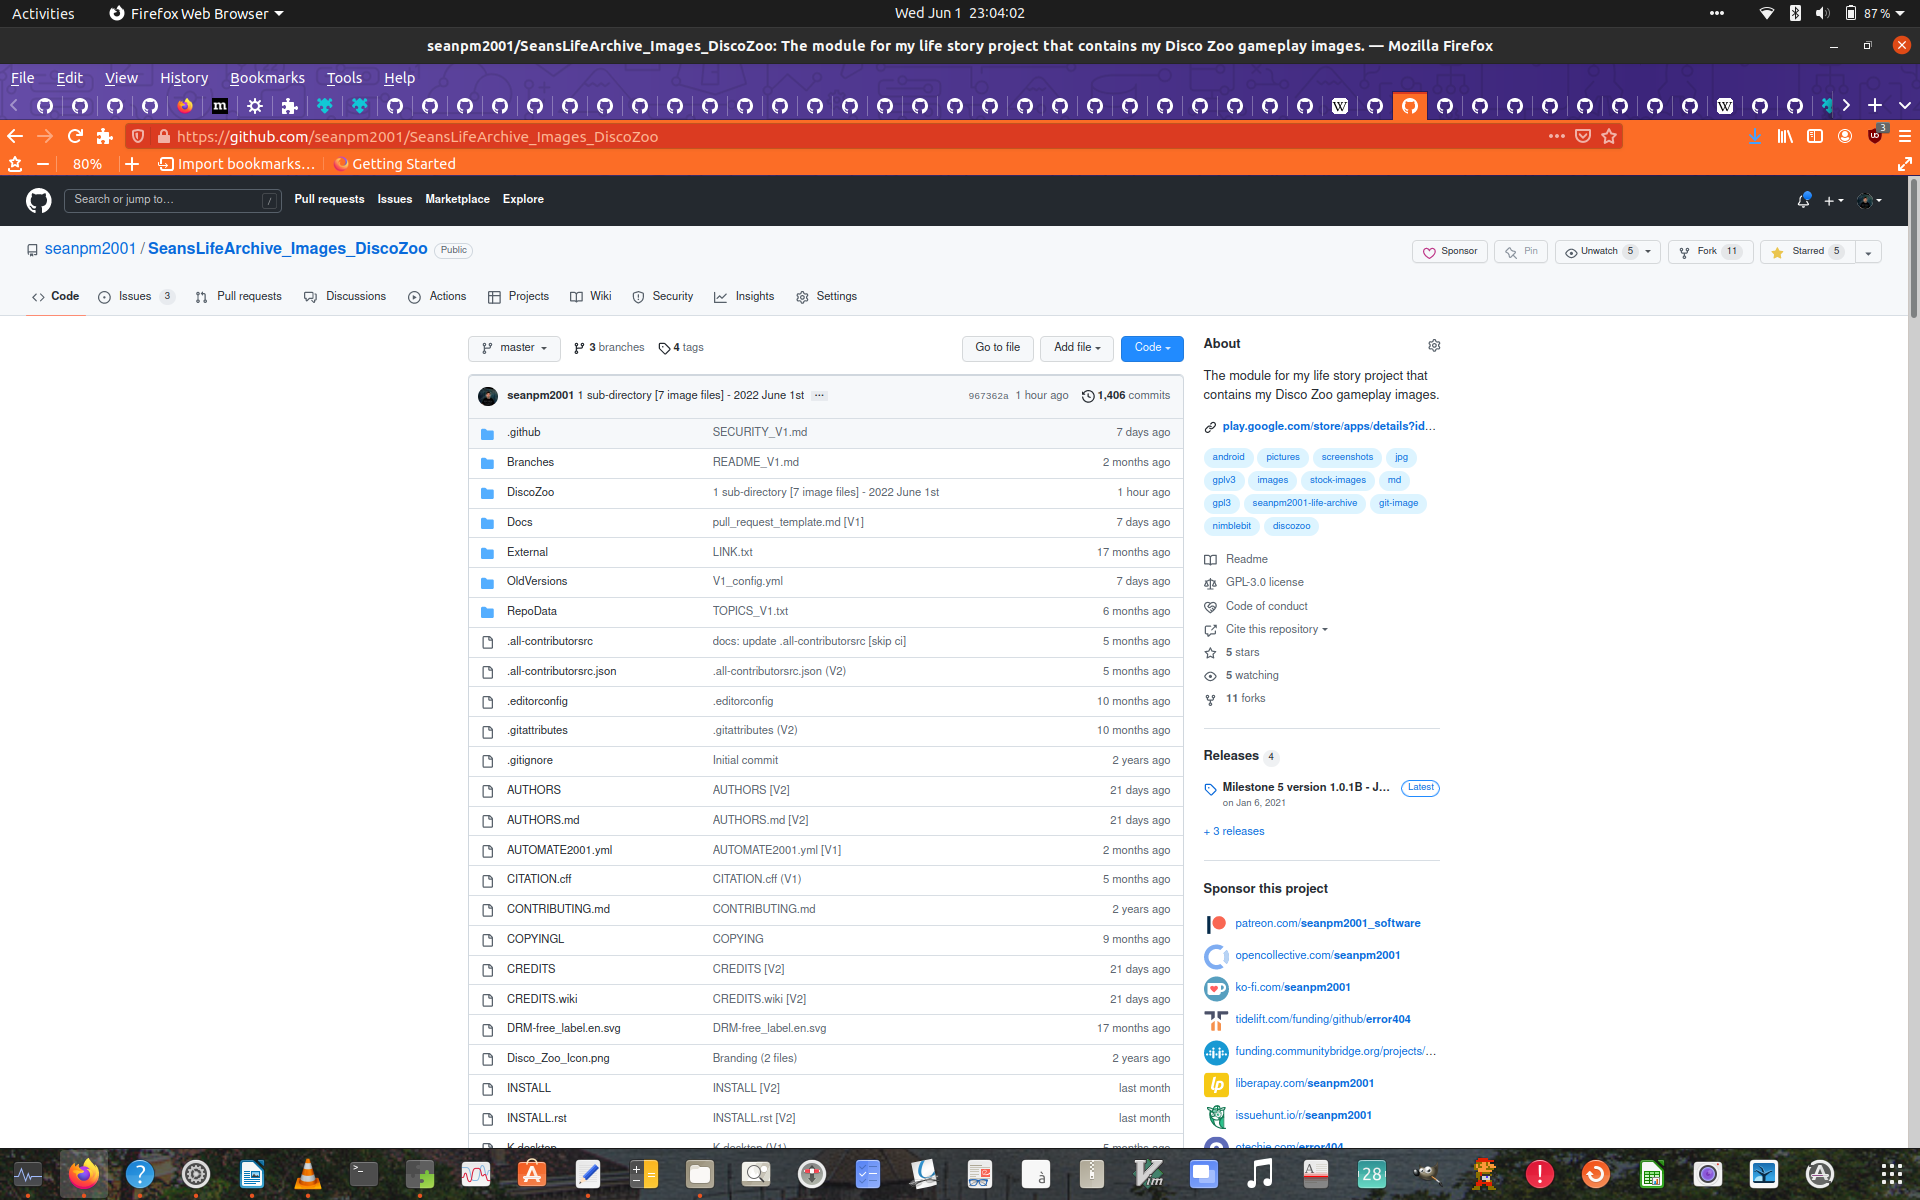 Activities Firefox Web Browser Wed Jun 1 23:04:02 87 %
seanpm2001/SeansLifeArchive_Images_DiscoZoo: The module for my life story project that contains my Disco Zoo gameplay images. — Mozilla Firefox
File Edit View History Bookmarks Tools Help
https://github.com/seanpm2001/SeansLifeArchive_Images_DiscoZoo 3
80% Import bookmarks… Getting Started
Search or jump to… / Pull requests Issues Marketplace Explore
seanpm2001 / SeansLifeArchive_Images_DiscoZoo Public Sponsor Pin Unwatch 5 Fork 11 Starred 5
Code Issues 3 Pull requests Discussions Actions Projects Wiki Security Insights Settings
master 3 branches 4 tags Go to file Add file Code
seanpm2001 1 sub-directory [7 image files] - 2022 June 1st ... 967362a 1 hour ago 1,406 commits
.github SECURITY_V1.md 7 days ago
Branches README_V1.md 2 months ago
DiscoZoo 1 sub-directory [7 image files] - 2022 June 1st 1 hour ago
Docs pull_request_template.md [V1] 7 days ago
External LINK.txt 17 months ago
OldVersions V1_config.yml 7 days ago
RepoData TOPICS_V1.txt 6 months ago
.all-contributorsrc docs: update .all-contributorsrc [skip ci] 5 months ago
.all-contributorsrc.json .all-contributorsrc.json (V2) 5 months ago
.editorconfig .editorconfig 10 months ago
.gitattributes .gitattributes (V2) 10 months ago
.gitignore Initial commit 2 years ago
AUTHORS AUTHORS [V2] 21 days ago
AUTHORS.md AUTHORS.md [V2] 21 days ago
AUTOMATE2001.yml AUTOMATE2001.yml [V1] 2 months ago
CITATION.cff CITATION.cff (V1) 5 months ago
CONTRIBUTING.md CONTRIBUTING.md 2 years ago
COPYINGL COPYING 9 months ago
CREDITS CREDITS [V2] 21 days ago
CREDITS.wiki CREDITS.wiki [V2] 21 days ago
DRM-free_label.en.svg DRM-free_label.en.svg 17 months ago
Disco_Zoo_Icon.png Branding (2 files) 2 years ago
INSTALL INSTALL [V2] last month
INSTALL.rst INSTALL.rst [V2] last month
K.desktop K.desktop (V1) 5 months ago
About
The module for my life story project that
contains my Disco Zoo gameplay images.
play.google.com/store/apps/details?id…
android pictures screenshots jpg
gplv3 images stock-images md
gpl3 seanpm2001-life-archive git-image
nimblebit discozoo
Readme
GPL-3.0 license
Code of conduct
Cite this repository
5 stars
5 watching
11 forks
Releases 4
Milestone 5 version 1.0.1B - J… Latest
on Jan 6, 2021
+ 3 releases
Sponsor this project
patreon.com/seanpm2001_software
opencollective.com/seanpm2001
ko-fi.com/seanpm2001
tidelift.com/funding/github/error404
funding.communitybridge.org/projects/…
liberapay.com/seanpm2001
issuehunt.io/r/seanpm2001
otechie.com/error404
28